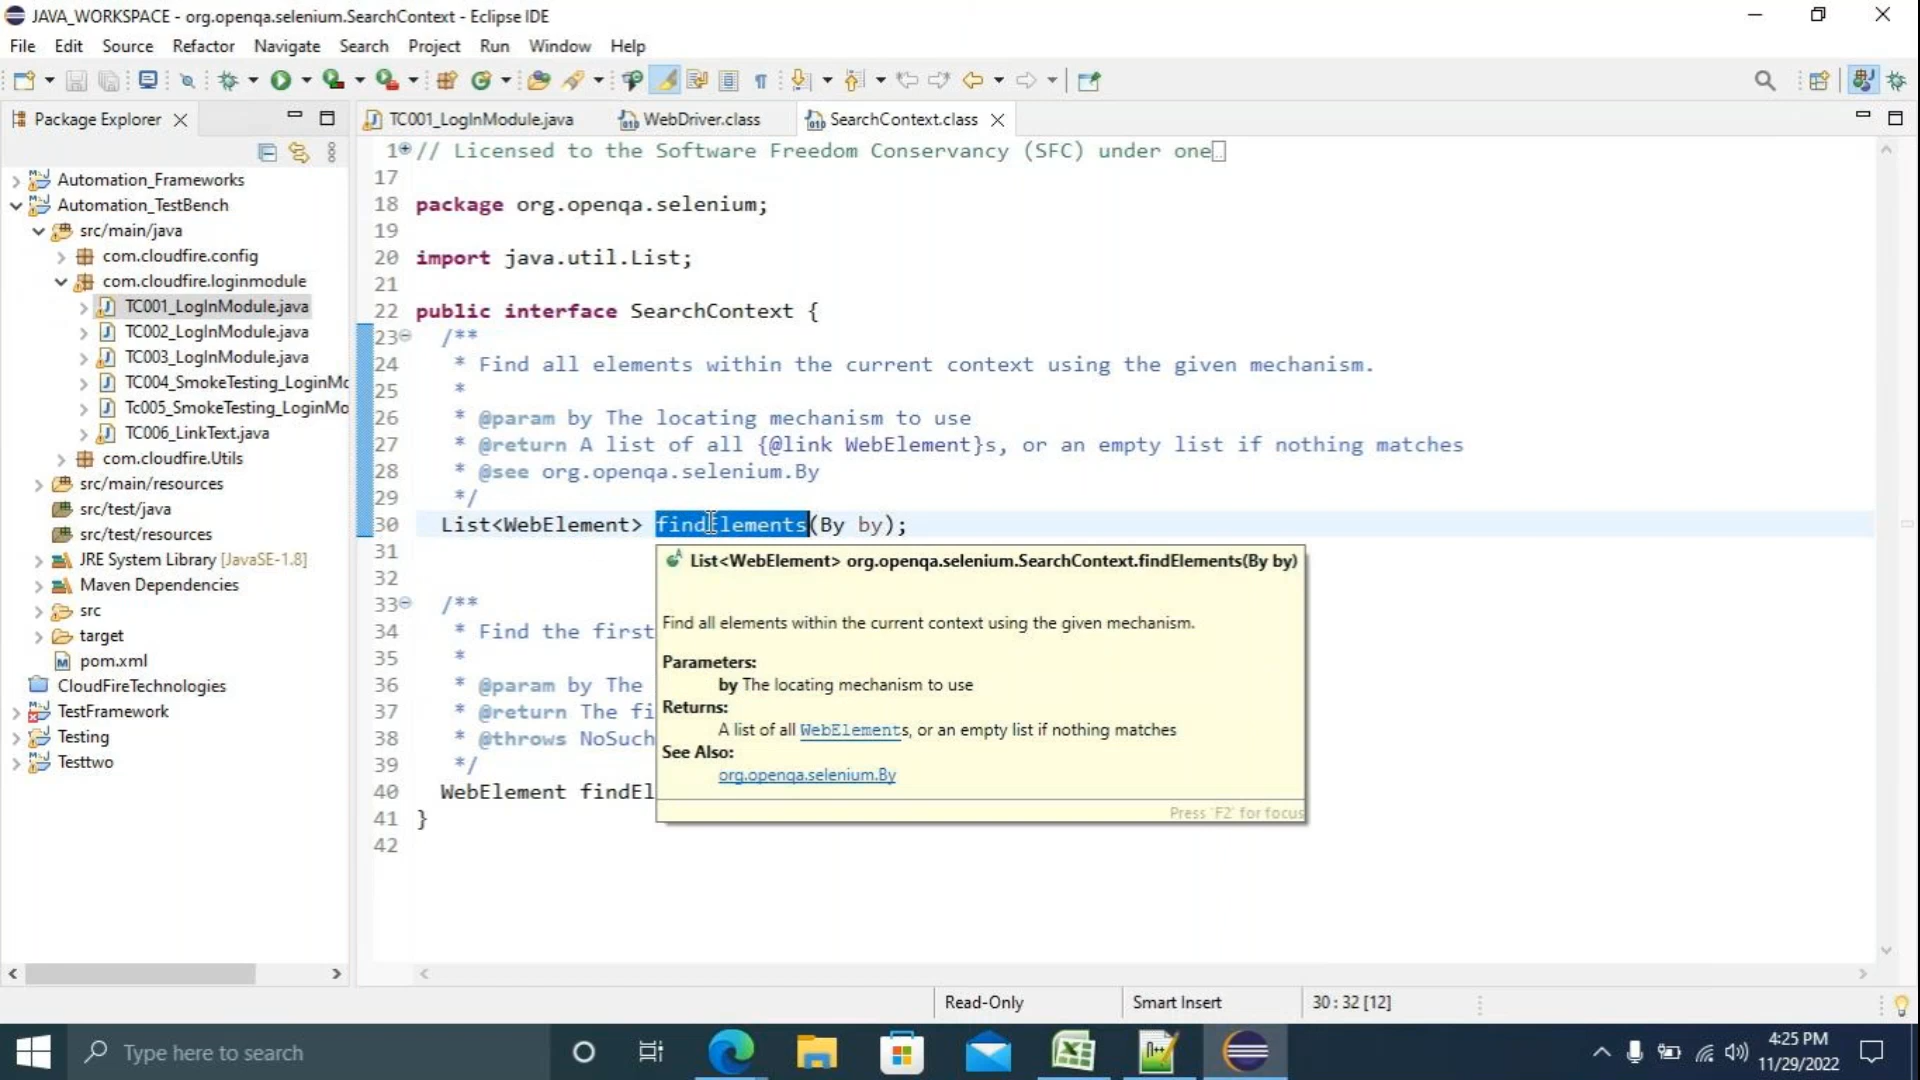 JAVA_WORKSPACE - org.openqa.selenium.SearchContext - Eclipse IDE
File Edit Source Refactor Navigate Search Project Run Window Help
Package Explorer
TC001_LogInModule.java WebDriver.class SearchContext.class
Automation_Frameworks
Automation_TestBench
src/main/java
com.cloudfire.config
com.cloudfire.loginmodule
TC001_LogInModule.java
TC002_LogInModule.java
TC003_LogInModule.java
TC004_SmokeTesting_LoginMo
Tc005_SmokeTesting_LoginMo
TC006_LinkText.java
com.cloudfire.Utils
src/main/resources
src/test/java
src/test/resources
JRE System Library [JavaSE-1.8]
Maven Dependencies
src
target
pom.xml
CloudFireTechnologies
TestFramework
Testing
Testtwo
1 // Licensed to the Software Freedom Conservancy (SFC) under one
17
18 package org.openqa.selenium;
19
20 import java.util.List;
21
22 public interface SearchContext {
23 /**
24 * Find all elements within the current context using the given mechanism.
25 *
26 * @param by The locating mechanism to use
27 * @return A list of all {@link WebElement}s, or an empty list if nothing matches
28 * @see org.openqa.selenium.By
29 */
30 List<WebElement> findElements(By by);
31
32
33 /**
34 * Find the first
35 *
36 * @param by The
37 * @return The fi
38 * @throws NoSuch
39 */
40 WebElement findEl
41 }
42
List<WebElement> org.openqa.selenium.SearchContext.findElements(By by)
Find all elements within the current context using the given mechanism.
Parameters:
by The locating mechanism to use
Returns:
A list of all WebElements, or an empty list if nothing matches
See Also:
org.openqa.selenium.By
Press 'F2' for focus
Read-Only Smart Insert 30 : 32 [12]
Type here to search
4:25 PM
11/29/2022